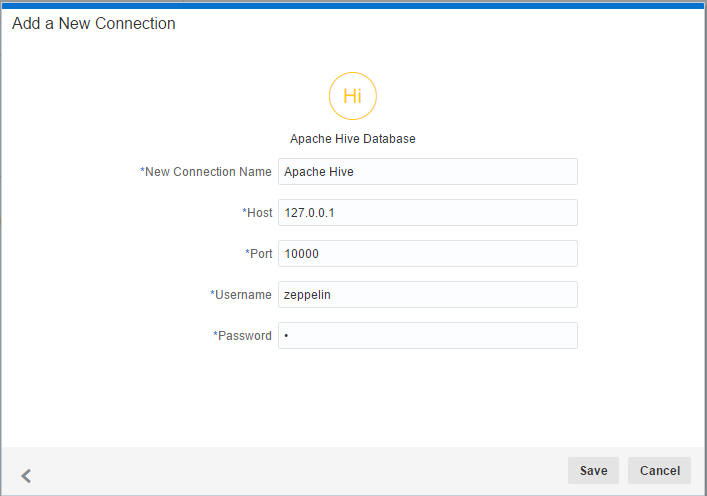 Add a New Connection
Hi
Apache Hive Database
*New Connection Name Apache Hive
*Host 127.0.0.1
*Port 10000
*Username zeppelin
*Password •
Save Cancel